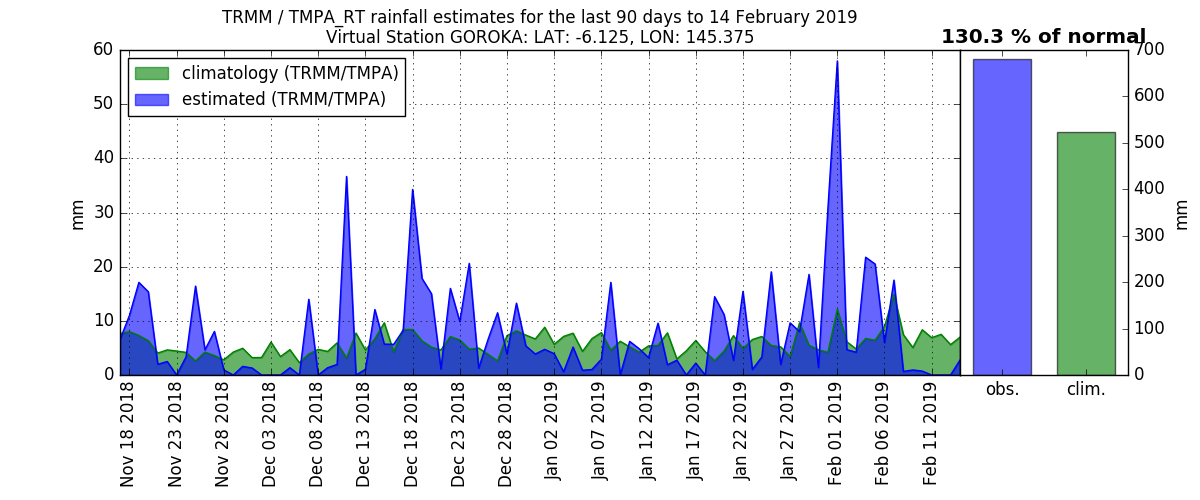 TRMM / TMPA_RT rainfall estimates for the last 90 days to 14 February 2019
Virtual Station GOROKA: LAT: -6.125, LON: 145.375
130.3 % of normal
climatology (TRMM/TMPA)
estimated (TRMM/TMPA)
60
50
40
30
20
10
0
mm
700
600
500
400
300
200
100
0
mm
Nov 18 2018
Nov 23 2018
Nov 28 2018
Dec 03 2018
Dec 08 2018
Dec 13 2018
Dec 18 2018
Dec 23 2018
Dec 28 2018
Jan 02 2019
Jan 07 2019
Jan 12 2019
Jan 17 2019
Jan 22 2019
Jan 27 2019
Feb 01 2019
Feb 06 2019
Feb 11 2019
obs.
clim.